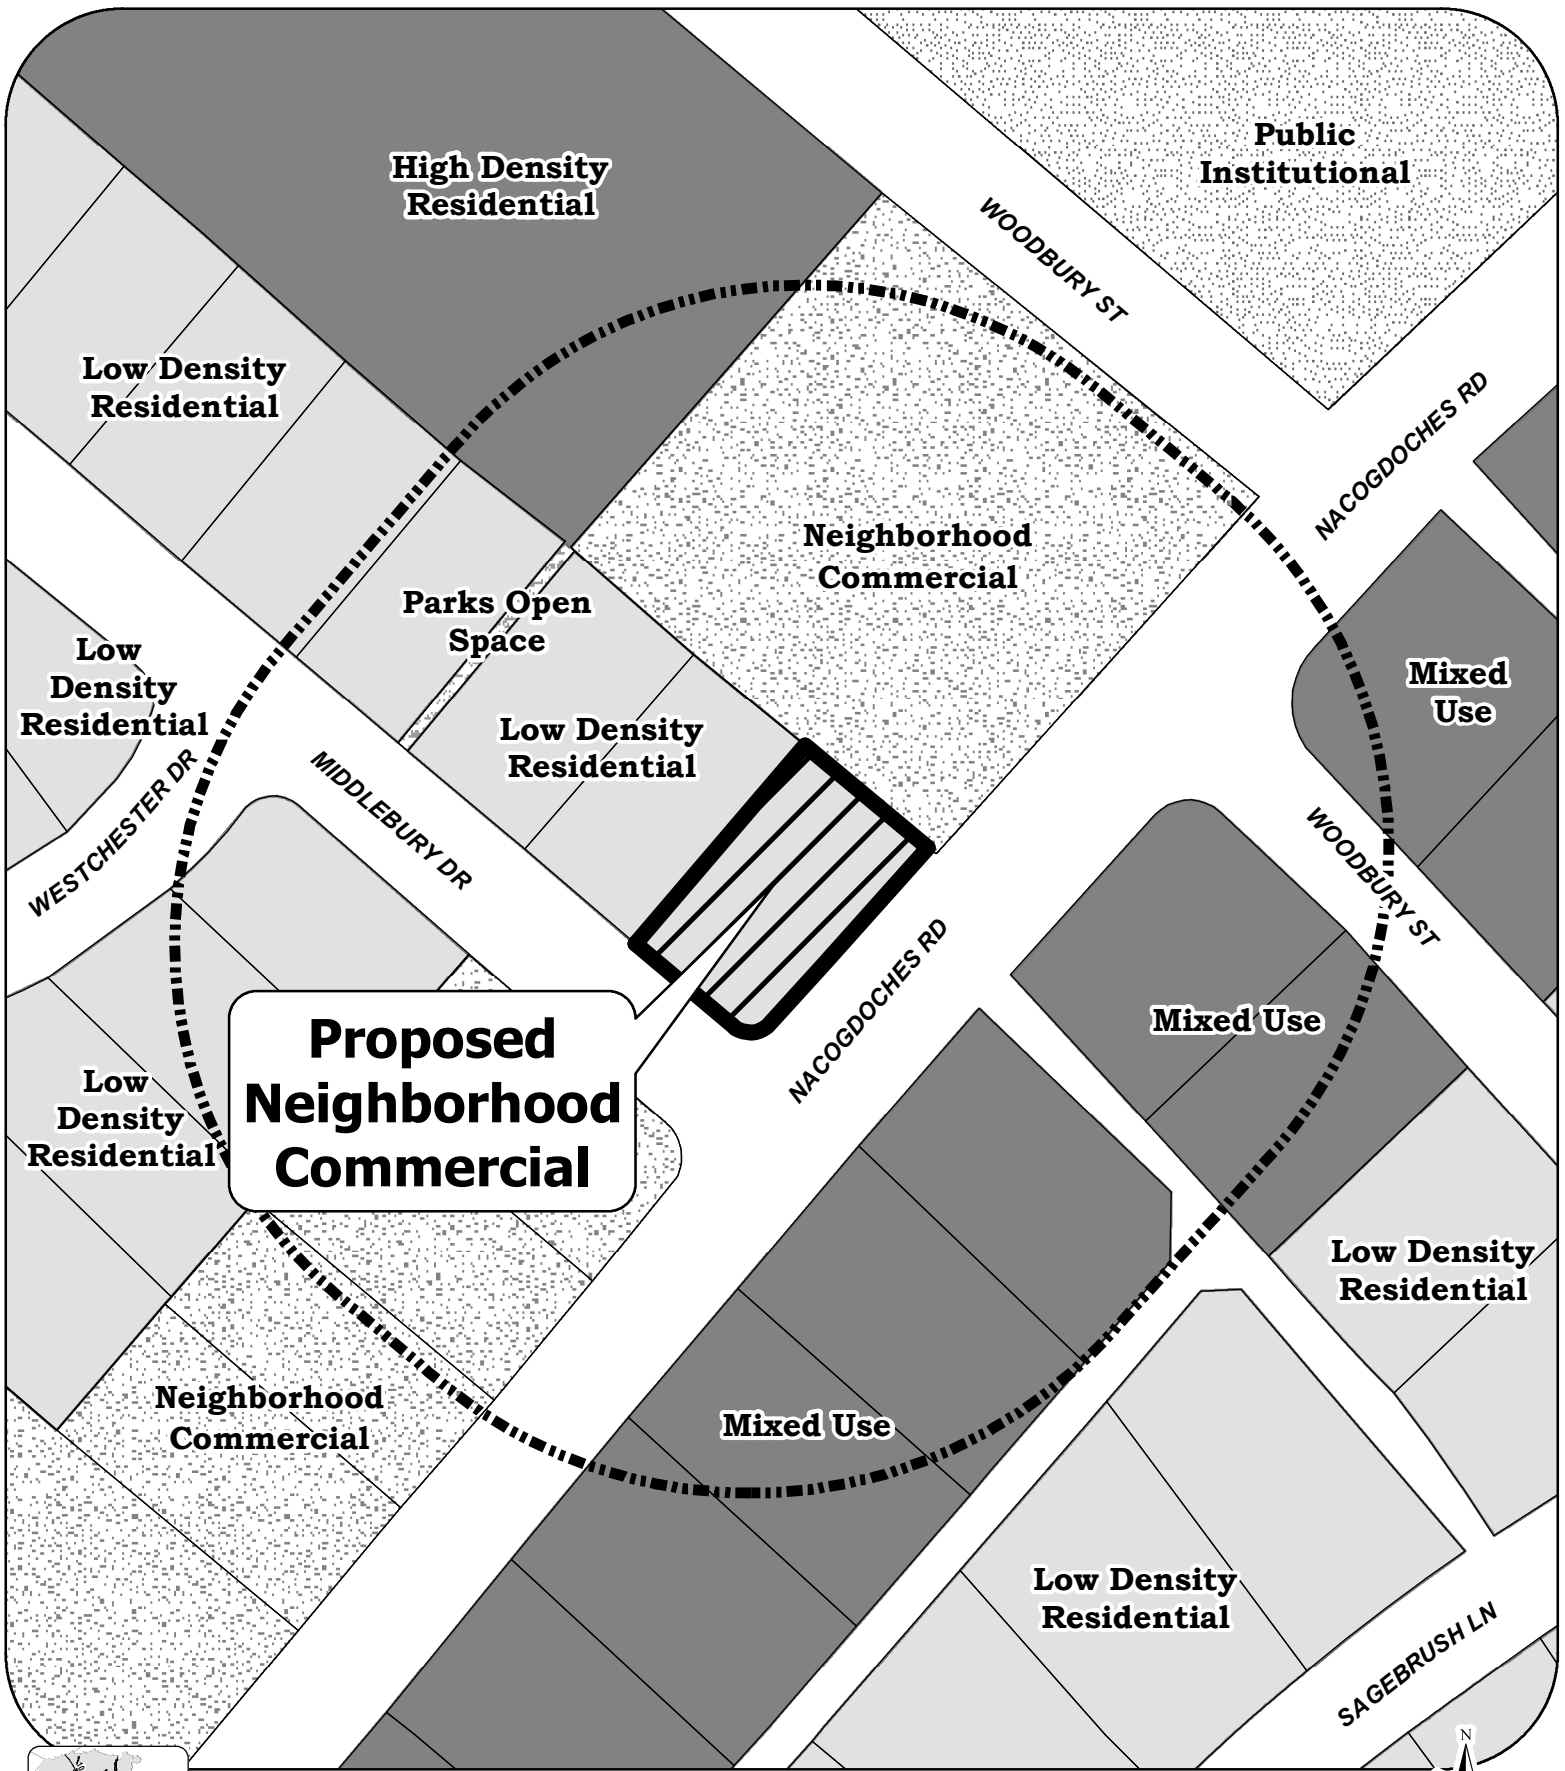 Public
Institutional
High Density
Residential
WOODBURY ST
Low Density
Residential
NACOGDOCHES RD
Neighborhood
Commercial
Parks Open
Space
Low
Density
Residential
Mixed
Use
Low Density
Residential
WESTCHESTER DR
MIDDLEBURY DR
WOODBURY ST
NACOGDOCHES RD
Mixed Use
Proposed
Neighborhood
Commercial
Low
Density
Residential
Low Density
Residential
Neighborhood
Commercial
Mixed Use
Low Density
Residential
SAGEBRUSH LN
N